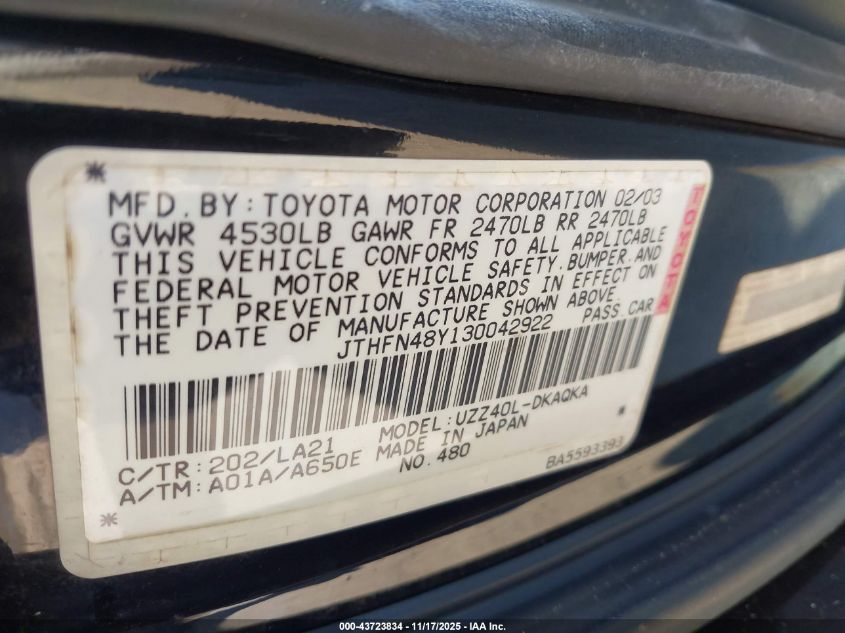 MFD. BY: TOYOTA MOTOR CORPORATION 02/03
GVWR 4530LB GAWR FR 2470LB RR 2470LB
THIS VEHICLE CONFORMS TO ALL APPLICABLE
FEDERAL MOTOR VEHICLE SAFETY, BUMPER, AND
THEFT PREVENTION STANDARDS IN EFFECT ON
THE DATE OF MANUFACTURE SHOWN ABOVE.
JTHFN48Y130042922 PASS. CAR
TOYOTA
C/TR: 202/LA21 MODEL: UZZ40L-DKAQKA
A/TM: A01A/A650E MADE IN JAPAN
NO. 480 BA5593393
000-43723834 - 11/17/2025 - IAA Inc.